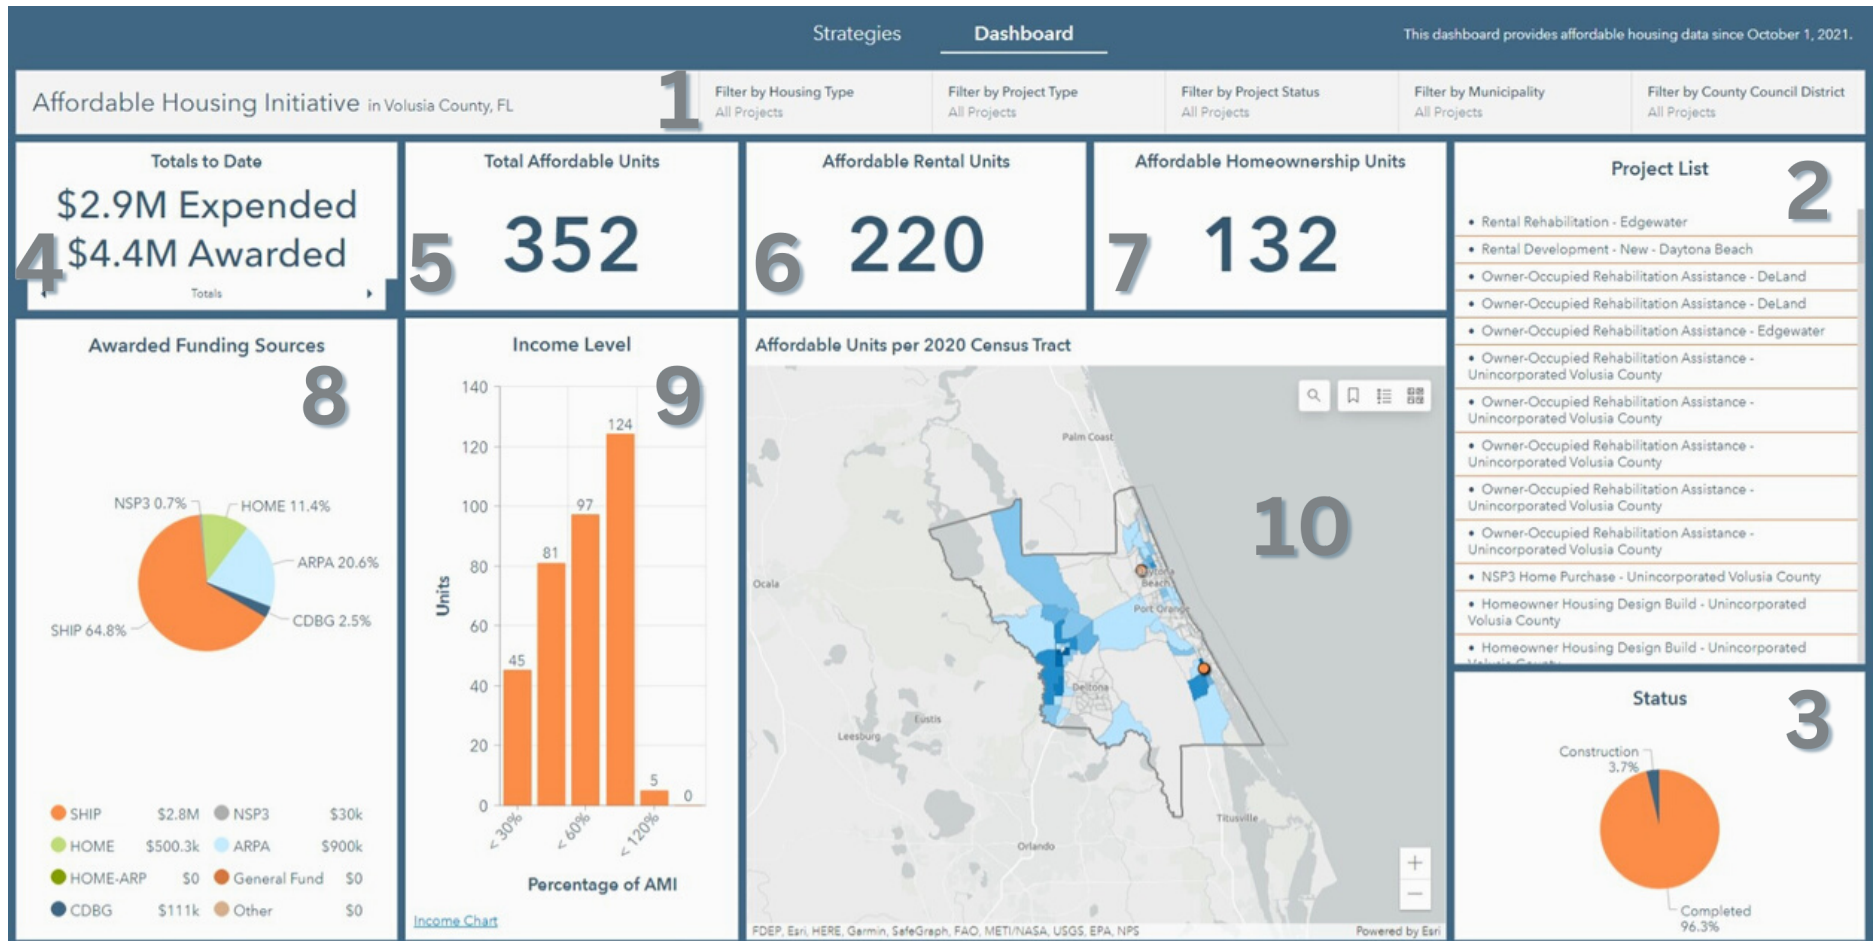 Strategies
Dashboard
This dashboard provides affordable housing data since October 1, 2021.
Affordable Housing Initiative in Volusia County, FL
1
Filter by Housing Type
All Projects
Filter by Project Type
All Projects
Filter by Project Status
All Projects
Filter by Municipality
All Projects
Filter by County Council District
All Projects
Totals to Date
$2.9M Expended
$4.4M Awarded
4
Totals
Total Affordable Units
5
352
Affordable Rental Units
6
220
Affordable Homeownership Units
7
132
Project List
2
• Rental Rehabilitation - Edgewater
• Rental Development - New - Daytona Beach
• Owner-Occupied Rehabilitation Assistance - DeLand
• Owner-Occupied Rehabilitation Assistance - DeLand
• Owner-Occupied Rehabilitation Assistance - Edgewater
• Owner-Occupied Rehabilitation Assistance -
Unincorporated Volusia County
• Owner-Occupied Rehabilitation Assistance -
Unincorporated Volusia County
• Owner-Occupied Rehabilitation Assistance -
Unincorporated Volusia County
• Owner-Occupied Rehabilitation Assistance -
Unincorporated Volusia County
• Owner-Occupied Rehabilitation Assistance -
Unincorporated Volusia County
• NSP3 Home Purchase - Unincorporated Volusia County
• Homeowner Housing Design Build - Unincorporated
Volusia County
• Homeowner Housing Design Build - Unincorporated
Volusia County
Awarded Funding Sources
8
NSP3 0.7%
HOME 11.4%
ARPA 20.6%
CDBG 2.5%
SHIP 64.8%
SHIP $2.8M
NSP3 $30k
HOME $500.3k
ARPA $900k
HOME-ARP $0
General Fund $0
CDBG $111k
Other $0
Income Level
9
140
120
100
80
60
40
20
0
Units
45
81
97
124
5
0
< 30%
< 60%
< 120%
Percentage of AMI
Income Chart
Affordable Units per 2020 Census Tract
10
Palm Coast
Ocala
Daytona
Beach
Port Orange
Deltona
Eustis
Leesburg
Titusville
Orlando
+
−
FDEP, Esri, HERE, Garmin, SafeGraph, FAO, METI/NASA, USGS, EPA, NPS
Powered by Esri
Status
3
Construction
3.7%
Completed
96.3%